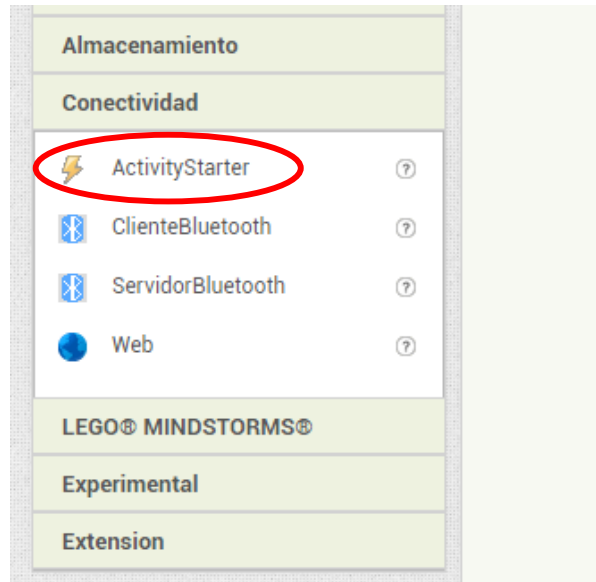 Almacenamiento
Conectividad
ActivityStarter ?
ClienteBluetooth ?
ServidorBluetooth ?
Web ?
LEGO® MINDSTORMS®
Experimental
Extension